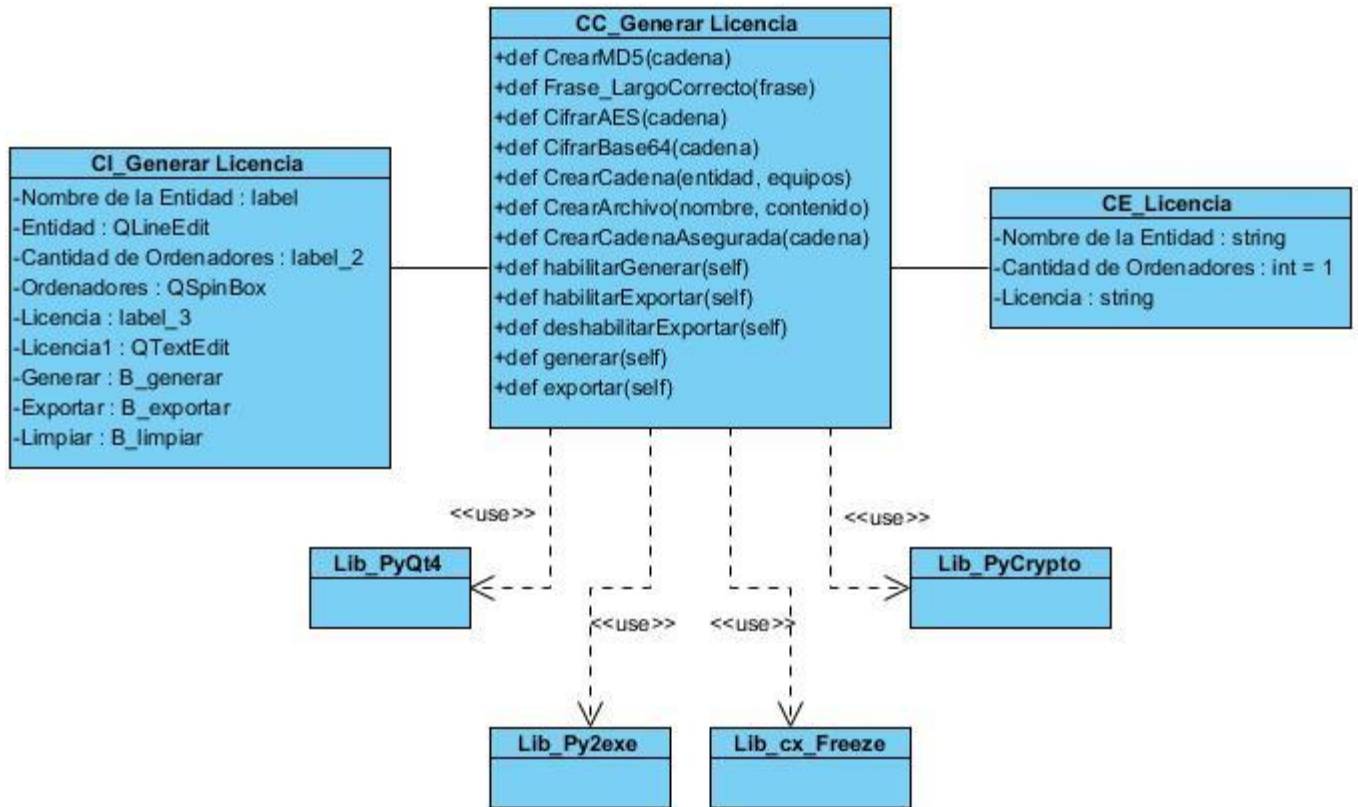 CC_Generar Licencia
+def CrearMD5(cadena)
+def Frase_LargoCorrecto(frase)
+def CifrarAES(cadena)
+def CifrarBase64(cadena)
+def CrearCadena(entidad, equipos)
+def CrearArchivo(nombre, contenido)
+def CrearCadenaAsegurada(cadena)
+def habilitarGenerar(self)
+def habilitarExportar(self)
+def deshabilitarExportar(self)
+def generar(self)
+def exportar(self)
CI_Generar Licencia
-Nombre de la Entidad : label
-Entidad : QLineEdit
-Cantidad de Ordenadores : label_2
-Ordenadores : QSpinBox
-Licencia : label_3
-Licencia1 : QTextEdit
-Generar : B_generar
-Exportar : B_exportar
-Limpiar : B_limpiar
CE_Licencia
-Nombre de la Entidad : string
-Cantidad de Ordenadores : int = 1
-Licencia : string
<<use>>
<<use>>
Lib_PyQt4
Lib_PyCrypto
<<use>>
<<use>>
Lib_Py2exe
Lib_cx_Freeze